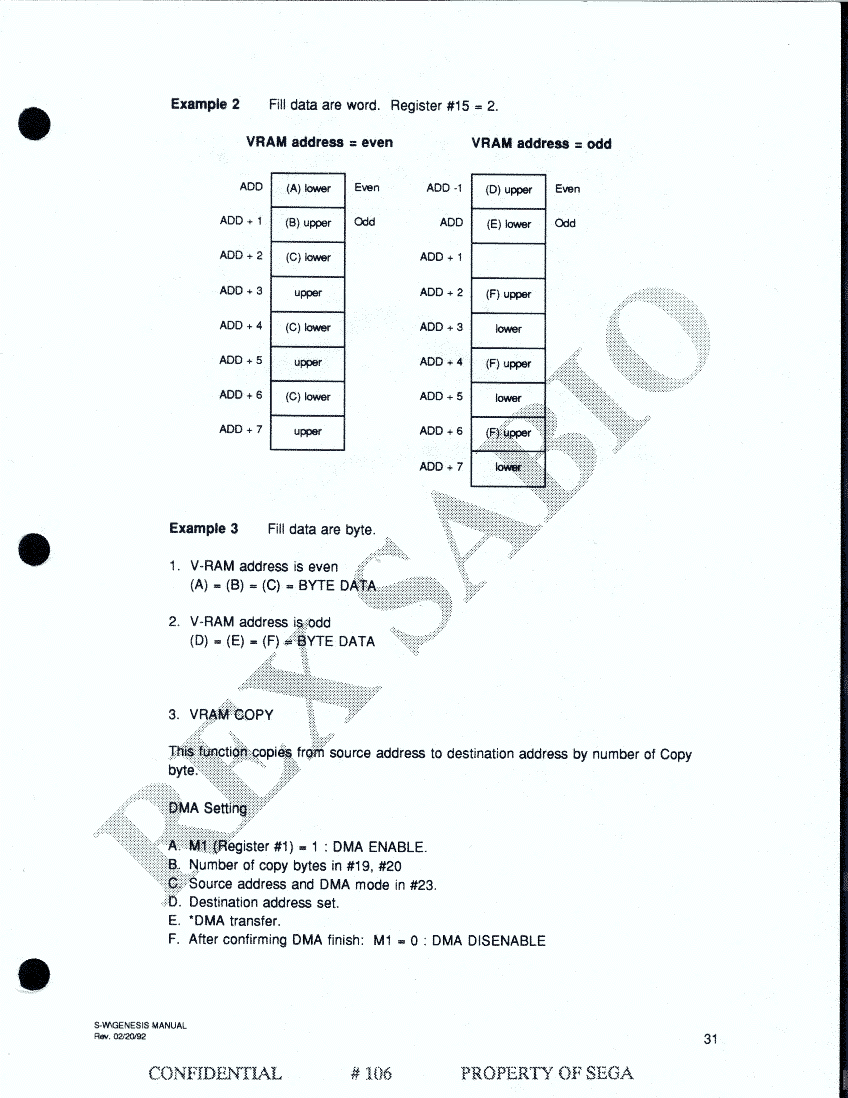 Example 2 Fill data are word. Register #15 = 2.
VRAM address = even VRAM address = odd
ADD (A) lower Even ADD -1 (D) upper Even
ADD + 1 (B) upper Odd ADD (E) lower Odd
ADD + 2 (C) lower ADD + 1
ADD + 3 upper ADD + 2 (F) upper
ADD + 4 (C) lower ADD + 3 lower
ADD + 5 upper ADD + 4 (F) upper
ADD + 6 (C) lower ADD + 5 lower
ADD + 7 upper ADD + 6 (F) upper
ADD + 7 lower
Example 3 Fill data are byte.
1. V-RAM address is even
(A) = (B) = (C) = BYTE DATA
2. V-RAM address is odd
(D) = (E) = (F) = BYTE DATA
3. VRAM COPY
This function copies from source address to destination address by number of Copy
byte.
DMA Setting
A. M1 (Register #1) = 1 : DMA ENABLE.
B. Number of copy bytes in #19, #20
C. Source address and DMA mode in #23.
D. Destination address set.
E. *DMA transfer.
F. After confirming DMA finish: M1 = 0 : DMA DISENABLE
REX SABIO
S-W\GENESIS MANUAL
Rev. 02/20/92
31
CONFIDENTIAL # 106 PROPERTY OF SEGA